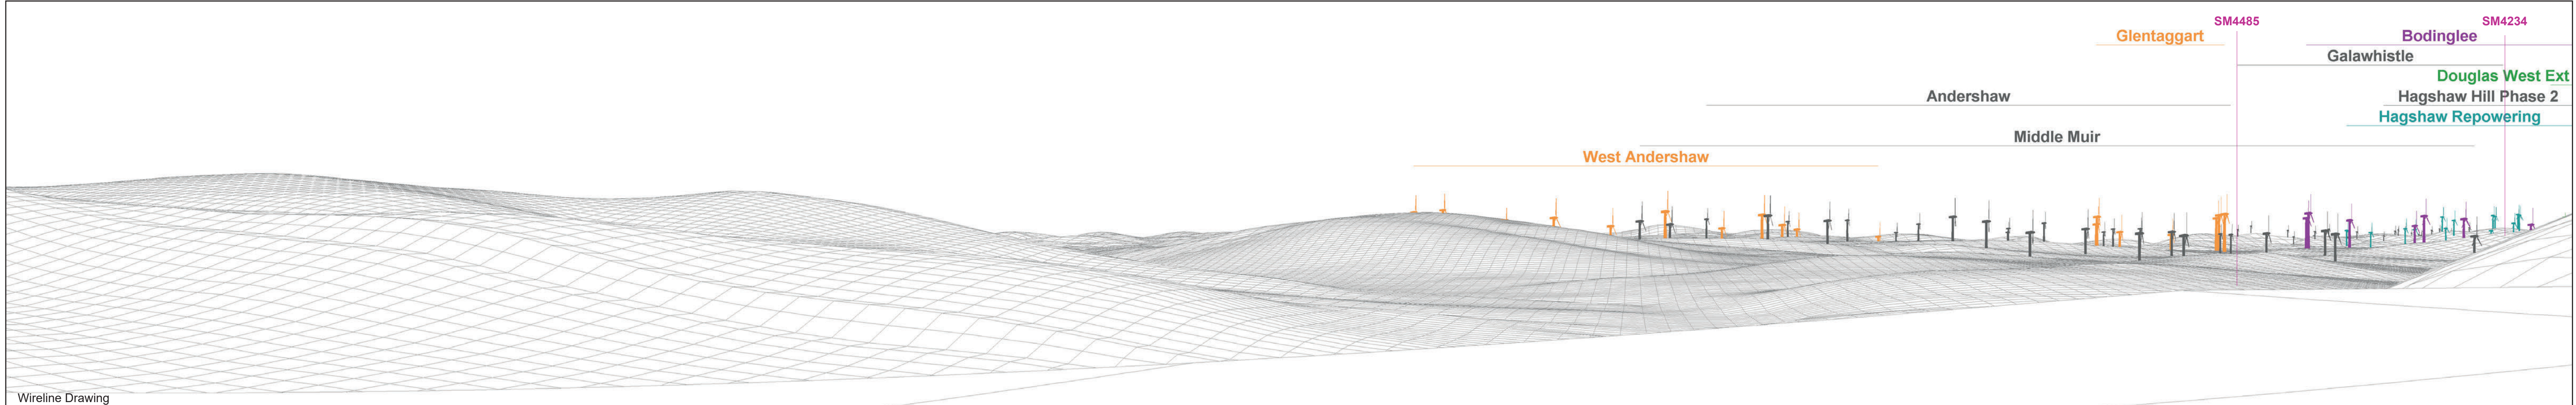 SM4485
SM4234
Glentaggart
Bodinglee
Galawhistle
Douglas West Ext
Andershaw
Hagshaw Hill Phase 2
Hagshaw Repowering
Middle Muir
West Andershaw
Wireline Drawing